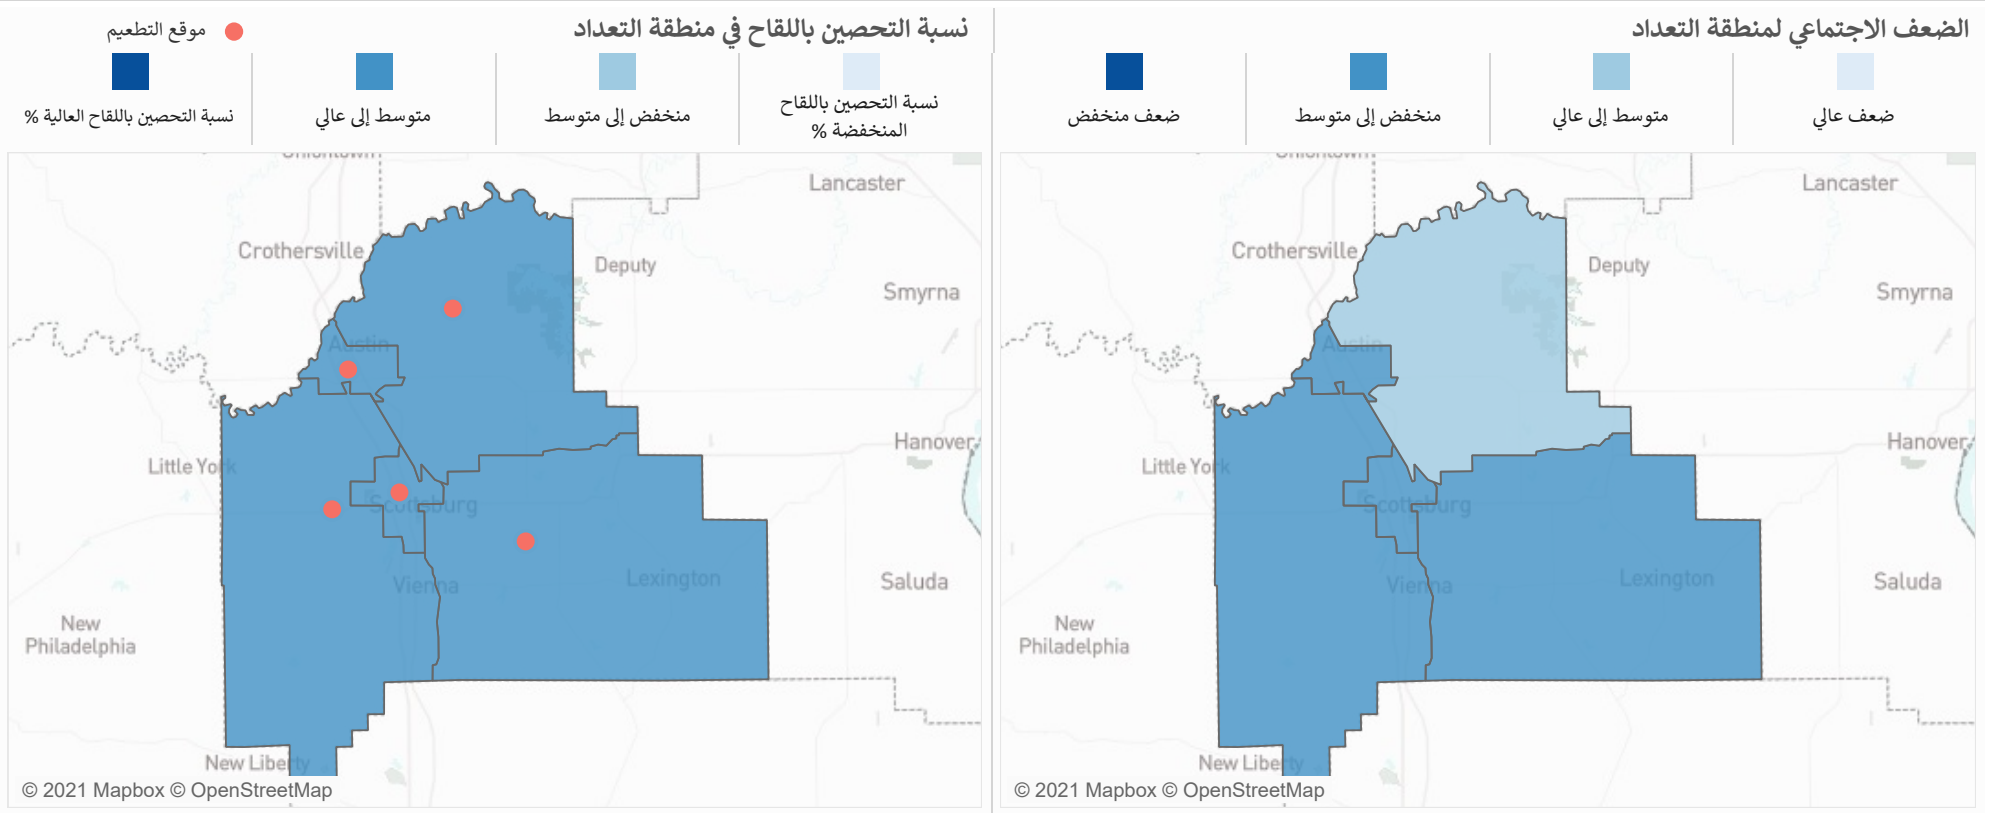 الضعف الاجتماعي لمنطقة التعداد
ضعف عالي
متوسط إلى عالي
منخفض إلى متوسط
ضعف منخفض
Uniontown
Lancaster
Crothersville
Deputy
Smyrna
Austin
Hanover
Little York
Scottsburg
Vienna
Lexington
Saluda
New
Philadelphia
New Liberty
© 2021 Mapbox © OpenStreetMap
نسبة التحصين باللقاح في منطقة التعداد
موقع التطعيم
نسبة التحصين باللقاح
المنخفضة %
منخفض إلى متوسط
متوسط إلى عالي
نسبة التحصين باللقاح العالية %
Uniontown
Lancaster
Crothersville
Deputy
Smyrna
Austin
Hanover
Little York
Scottsburg
Vienna
Lexington
Saluda
New
Philadelphia
New Liberty
© 2021 Mapbox © OpenStreetMap